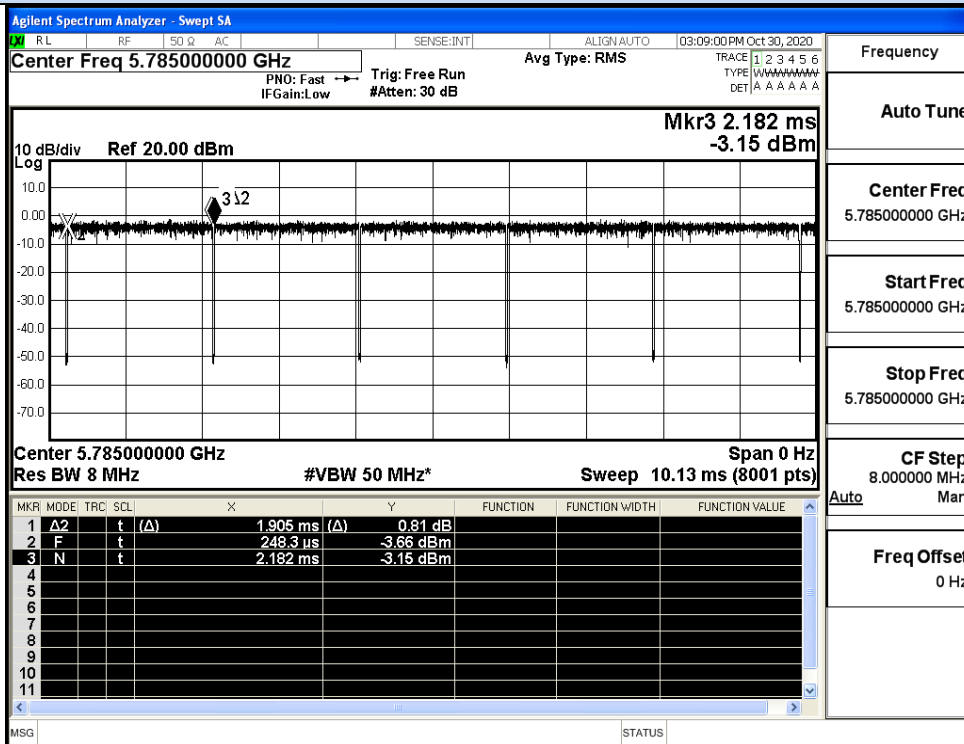 Agilent Spectrum Analyzer - Swept SA
LXI RL RF 50 Ω AC SENSE:INT ALIGN AUTO 03:09:00 PM Oct 30, 2020
Center Freq 5.785000000 GHz Avg Type: RMS TRACE 1 2 3 4 5 6
PNO: Fast Trig: Free Run TYPE WWWWWWW
IFGain:Low #Atten: 30 dB DET A A A A A A
Mkr3 2.182 ms
10 dB/div Ref 20.00 dBm -3.15 dBm
Log
10.0
3 Δ2
0.00
-10.0
-20.0
-30.0
-40.0
-50.0
-60.0
-70.0
Center 5.785000000 GHz Span 0 Hz
Res BW 8 MHz #VBW 50 MHz* Sweep 10.13 ms (8001 pts)
MKR MODE TRC SCL X Y FUNCTION FUNCTION WIDTH FUNCTION VALUE
1 Δ2 t (Δ) 1.905 ms (Δ) 0.81 dB
2 F t 248.3 µs -3.66 dBm
3 N t 2.182 ms -3.15 dBm
4
5
6
7
8
9
10
11
MSG STATUS
Frequency
Auto Tune
Center Freq
5.785000000 GHz
Start Freq
5.785000000 GHz
Stop Freq
5.785000000 GHz
CF Step
8.000000 MHz
Auto Man
Freq Offset
0 Hz